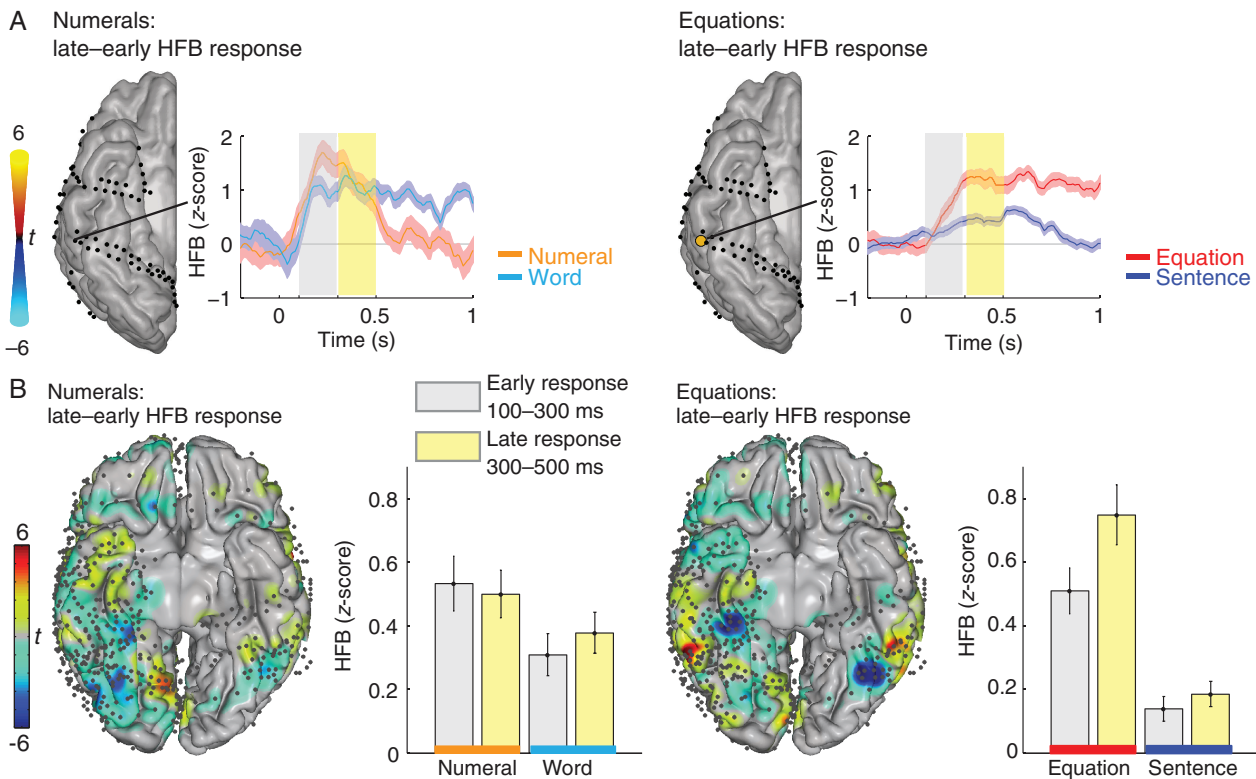 A
Numerals:
late–early HFB response
6
t
–6
HFB (z-score)
2
1
0
–1
0
0.5
1
Time (s)
Numeral
Word
Equations:
late–early HFB response
HFB (z-score)
2
1
0
–1
0
0.5
1
Time (s)
Equation
Sentence
B
Numerals:
late–early HFB response
6
t
-6
Early response
100–300 ms
Late response
300–500 ms
HFB (z-score)
0.8
0.6
0.4
0.2
0
Numeral Word
Equations:
late–early HFB response
HFB (z-score)
0.8
0.6
0.4
0.2
0
Equation Sentence